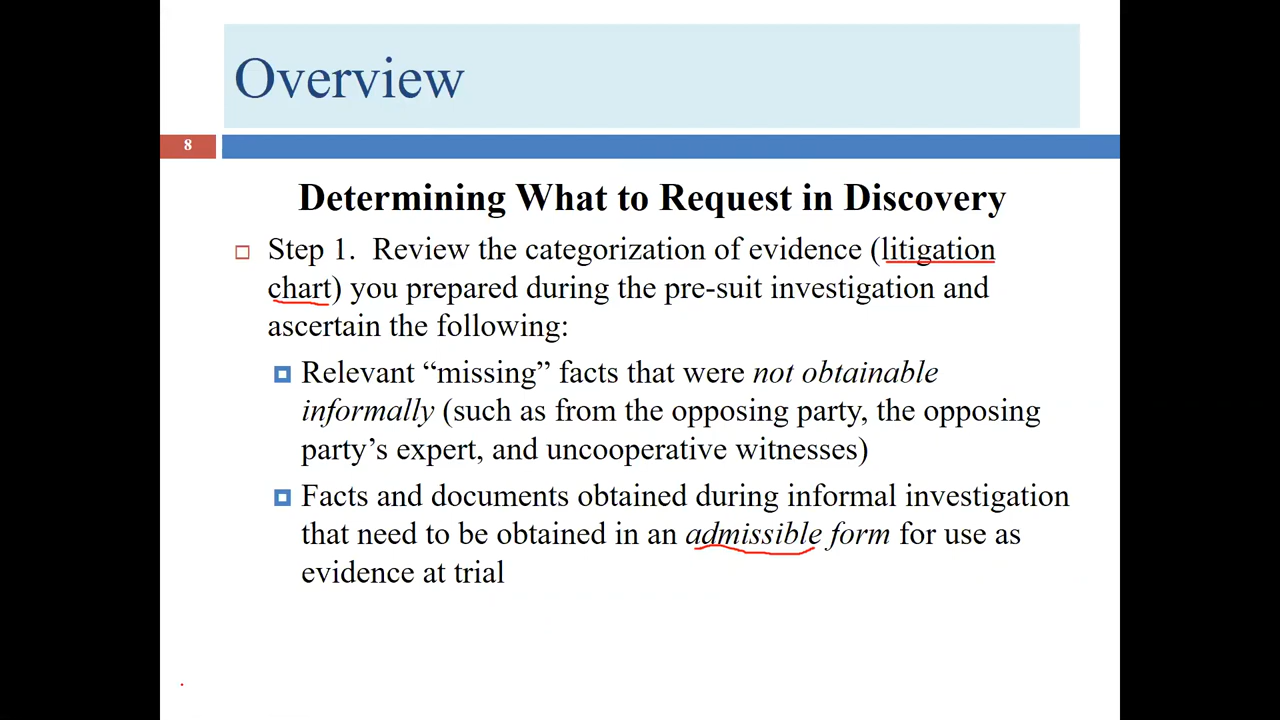 Overview
8
Determining What to Request in Discovery
Step 1. Review the categorization of evidence (litigation
chart) you prepared during the pre-suit investigation and
ascertain the following:
Relevant “missing” facts that were not obtainable
informally (such as from the opposing party, the opposing
party’s expert, and uncooperative witnesses)
Facts and documents obtained during informal investigation
that need to be obtained in an admissible form for use as
evidence at trial